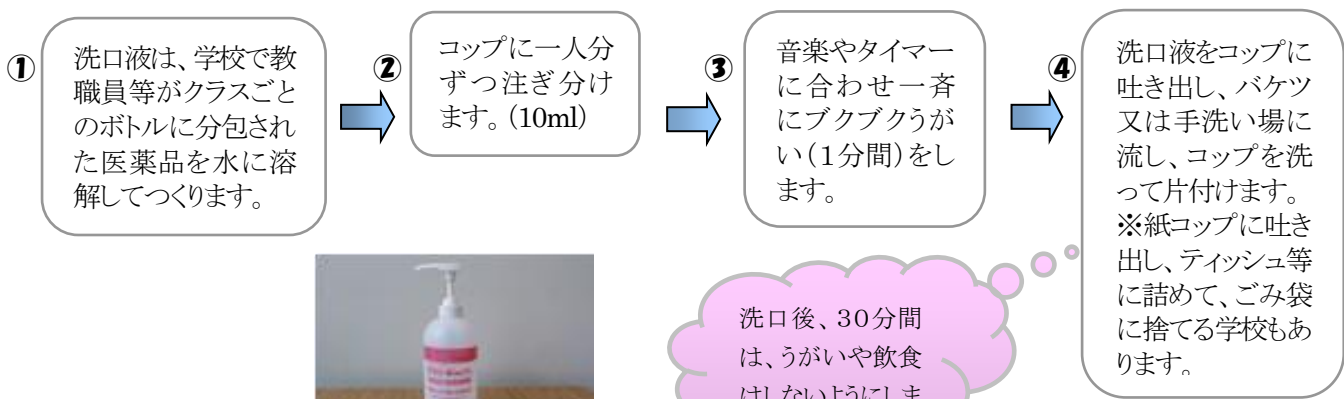 ①
洗口液は、学校で教
職員等がクラスごと
のボトルに分包され
た医薬品を水に溶
解してつくります。
②
コップに一人分
ずつ注ぎ分け
ます。(10ml)
③
音楽やタイマー
に合わせ一斉
にブクブクうが
い(1分間)をし
ます。
④
洗口液をコップに
吐き出し、バケツ
又は手洗い場に
流し、コップを洗
って片付けます。
※紙コップに吐き
出し、ティッシュ等
に詰めて、ごみ袋
に捨てる学校もあ
ります。
洗口後、30分間
は、うがいや飲食
はしないようにしま